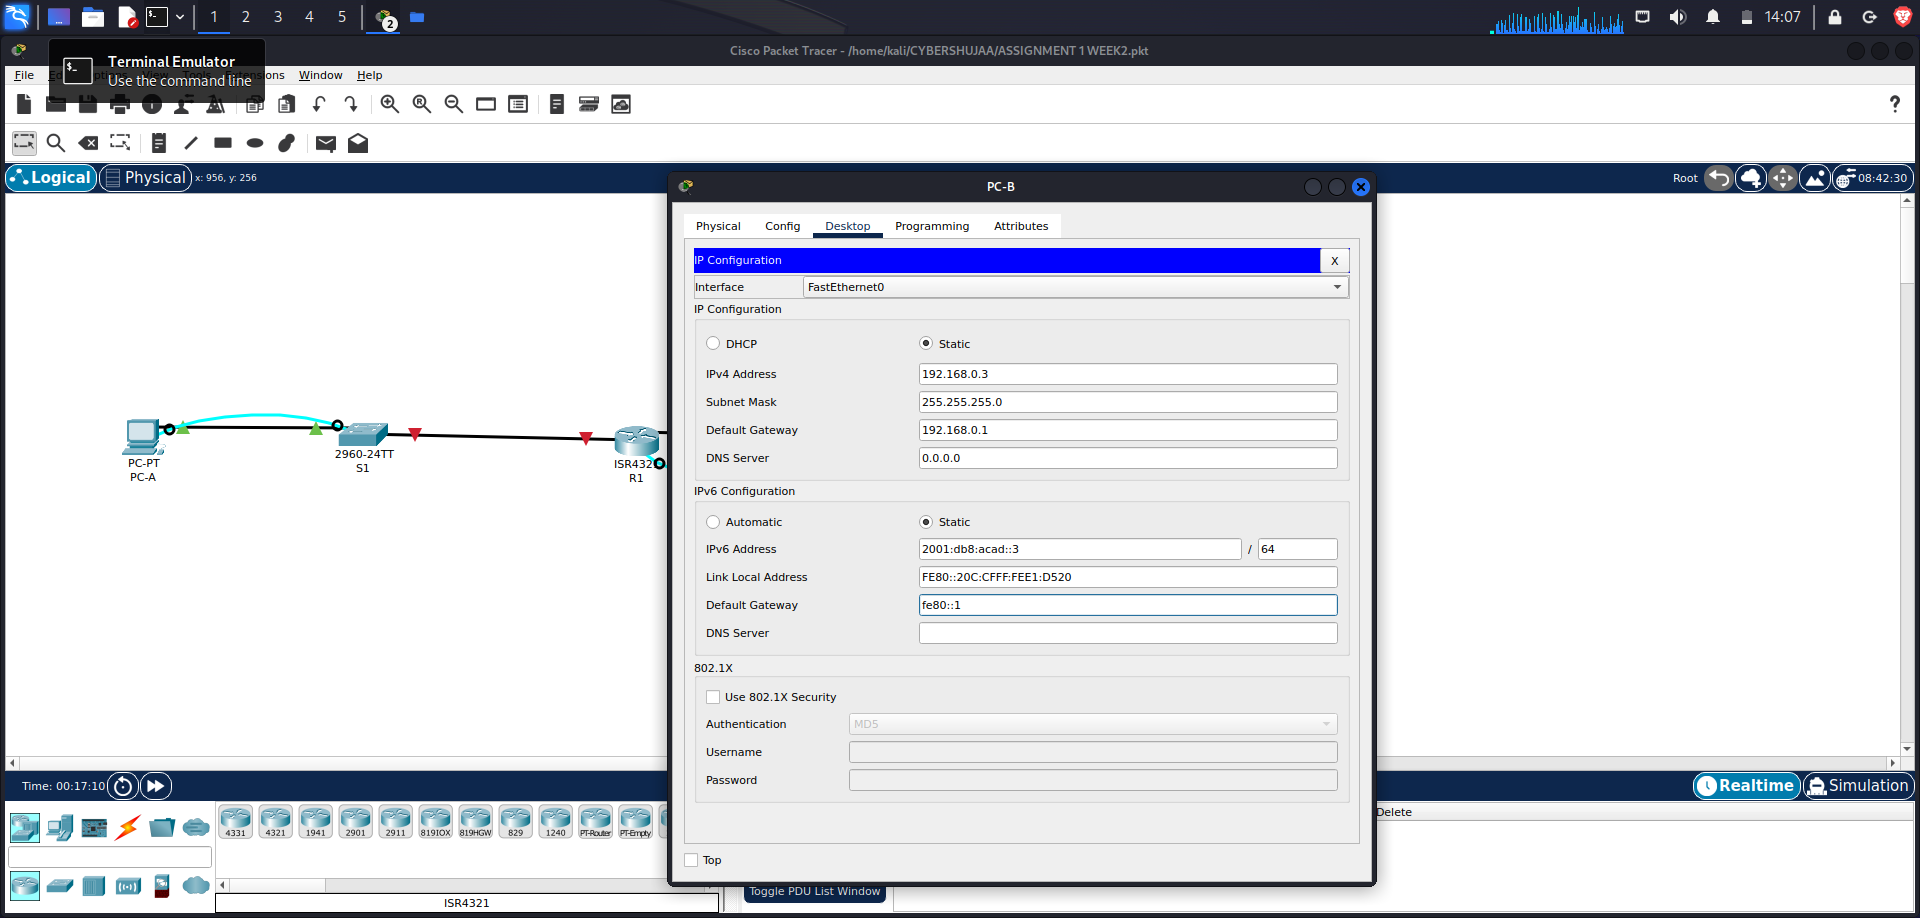 1 2 3 4 5 2 14:07
Cisco Packet Tracer - /home/kali/CYBERSHUJAA/ASSIGNMENT 1 WEEK2.pkt
Terminal Emulator
Use the command line
File Extensions Window Help
Logical Physical x: 956, y: 256 Root 08:42:30
PC-B
Physical Config Desktop Programming Attributes
IP Configuration X
Interface FastEthernet0
IP Configuration
DHCP Static
IPv4 Address 192.168.0.3
Subnet Mask 255.255.255.0
Default Gateway 192.168.0.1
DNS Server 0.0.0.0
IPv6 Configuration
Automatic Static
IPv6 Address 2001:db8:acad::3 / 64
Link Local Address FE80::20C:CFFF:FEE1:D520
Default Gateway fe80::1
DNS Server
802.1X
Use 802.1X Security
Authentication MD5
Username
Password
Top
PC-PT
PC-A
2960-24TT
S1
ISR4321
R1
Time: 00:17:10 Realtime Simulation
4331 4321 1941 2901 2911 819IOX 819HGW 829 1240 PT-Router PT-Empty
Delete
Toggle PDU List Window
ISR4321